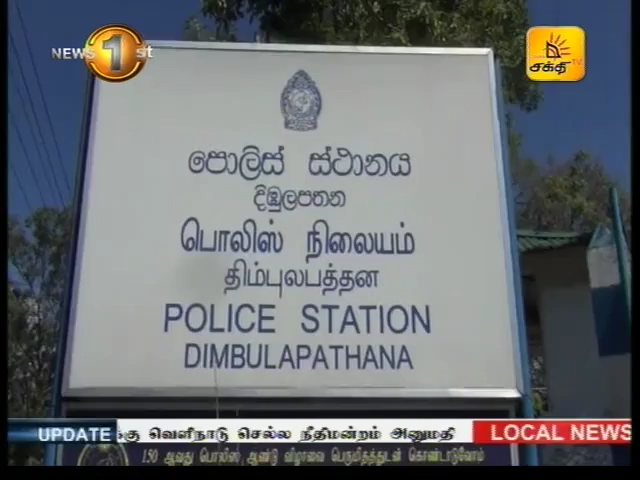 NEWS 1st
சக்தி TV
පොලිස් ස්ථානය
දිඹුලපතන
பொலிஸ் நிலையம்
திம்புலபத்தன
POLICE STATION
DIMBULAPATHANA
UPDATE க்கு வெளிநாடு செல்ல நீதிமன்றம் அனுமதி LOCAL NEWS
150 ஆவது பொலிஸ் ஆண்டு விழாவை பெருமிதத்துடன் கொண்டாடுவோம்